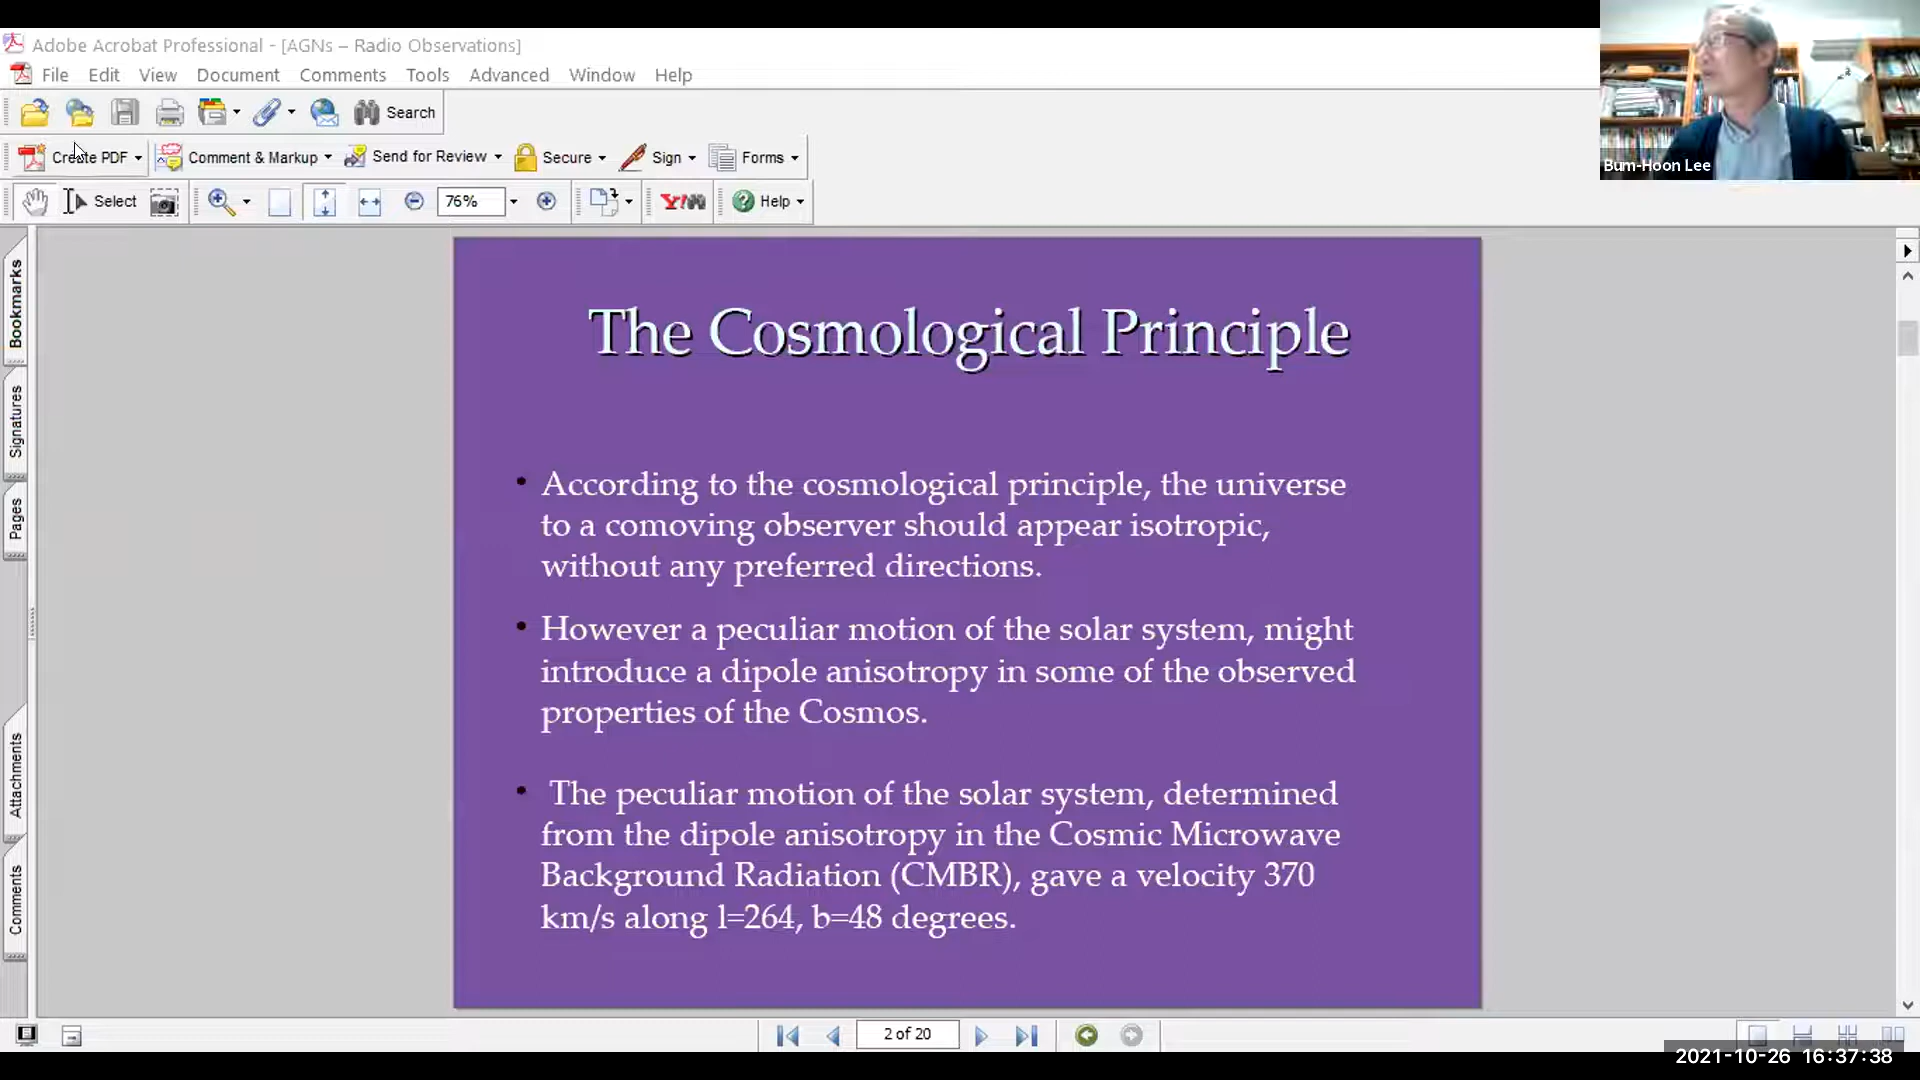 Adobe Acrobat Professional - [AGNs – Radio Observations]
File Edit View Document Comments Tools Advanced Window Help
Search
Create PDF Comment & Markup Send for Review Secure Sign Forms
Select 76% Y! Help
Bum-Hoon Lee
Bookmarks
Signatures
Pages
Attachments
Comments
The Cosmological Principle
• According to the cosmological principle, the universe
to a comoving observer should appear isotropic,
without any preferred directions.
• However a peculiar motion of the solar system, might
introduce a dipole anisotropy in some of the observed
properties of the Cosmos.
• The peculiar motion of the solar system, determined
from the dipole anisotropy in the Cosmic Microwave
Background Radiation (CMBR), gave a velocity 370
km/s along l=264, b=48 degrees.
2 of 20
2021-10-26 16:37:38